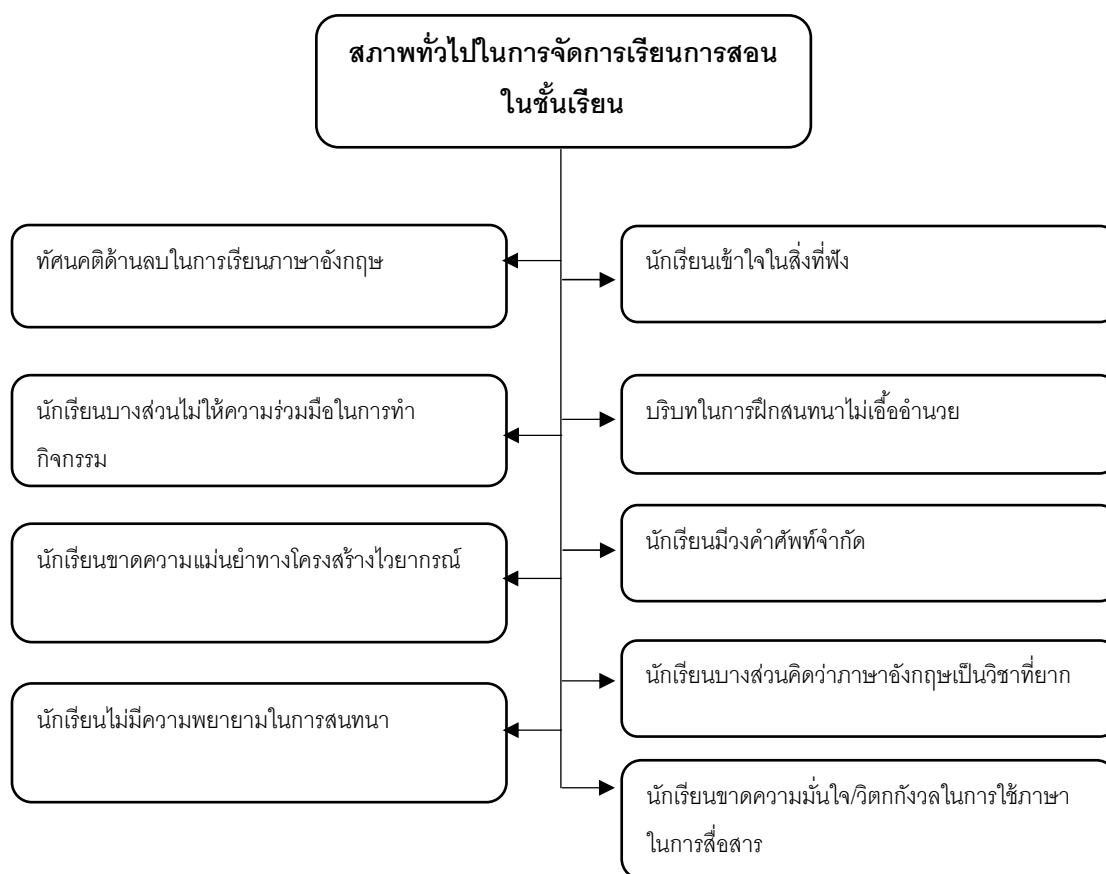 สภาพทั่วไปในการจัดการเรียนการสอน
ในชั้นเรียน
ทัศนคติด้านลบในการเรียนภาษาอังกฤษ
นักเรียนเข้าใจในสิ่งที่ฟัง
นักเรียนบางส่วนไม่ให้ความร่วมมือในการทำ
กิจกรรม
บริบทในการฝึกสนทนาไม่เอื้ออำนวย
นักเรียนขาดความแม่นยำทางโครงสร้างไวยากรณ์
นักเรียนมีวงคำศัพท์จำกัด
นักเรียนบางส่วนคิดว่าภาษาอังกฤษเป็นวิชาที่ยาก
นักเรียนไม่มีความพยายามในการสนทนา
นักเรียนขาดความมั่นใจ/วิตกกังวลในการใช้ภาษา
ในการสื่อสาร